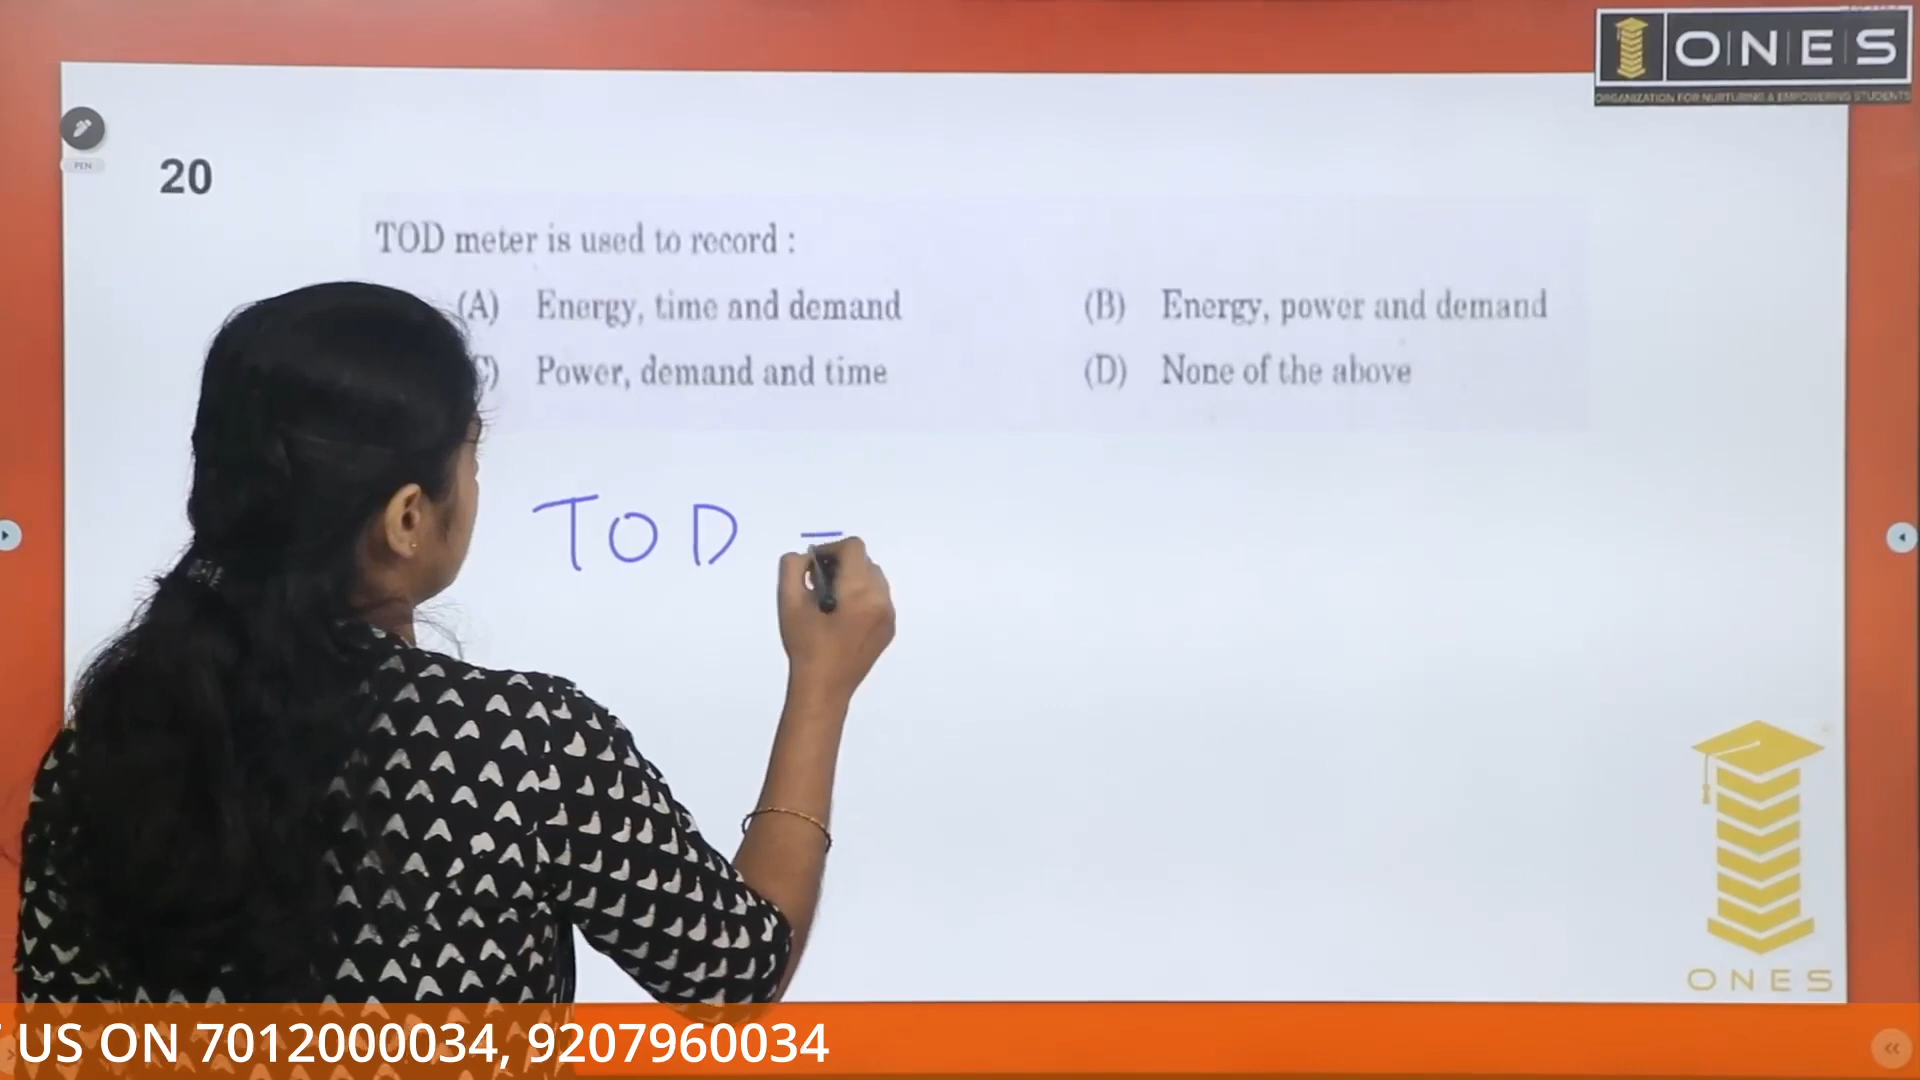 ONES
ORGANIZATION FOR NURTURING & EMPOWERING STUDENTS
PEN
20
TOD meter is used to record :
(A) Energy, time and demand
(B) Energy, power and demand
C) Power, demand and time
(D) None of the above
TOD =
ONES
US ON 7012000034, 9207960034